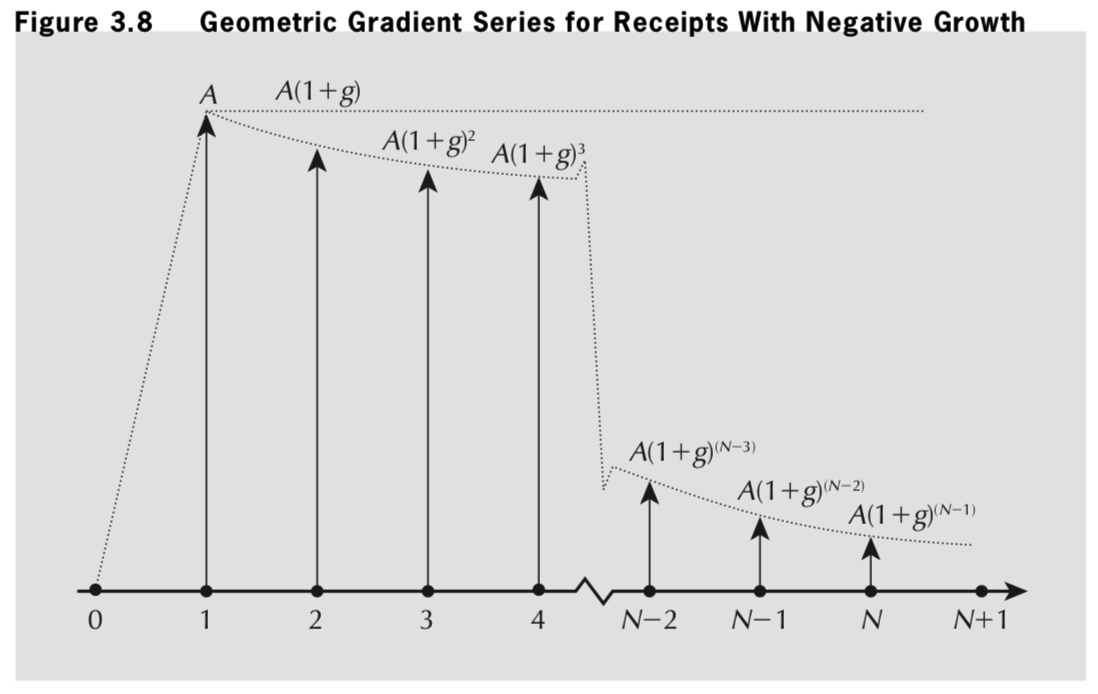 Figure 3.8 Geometric Gradient Series for Receipts With Negative Growth
A A(1+g)
A(1+g)² A(1+g)³
A(1+g)⁽ᴺ⁻³⁾
A(1+g)⁽ᴺ⁻²⁾
A(1+g)⁽ᴺ⁻¹⁾
0 1 2 3 4 N−2 N−1 N N+1